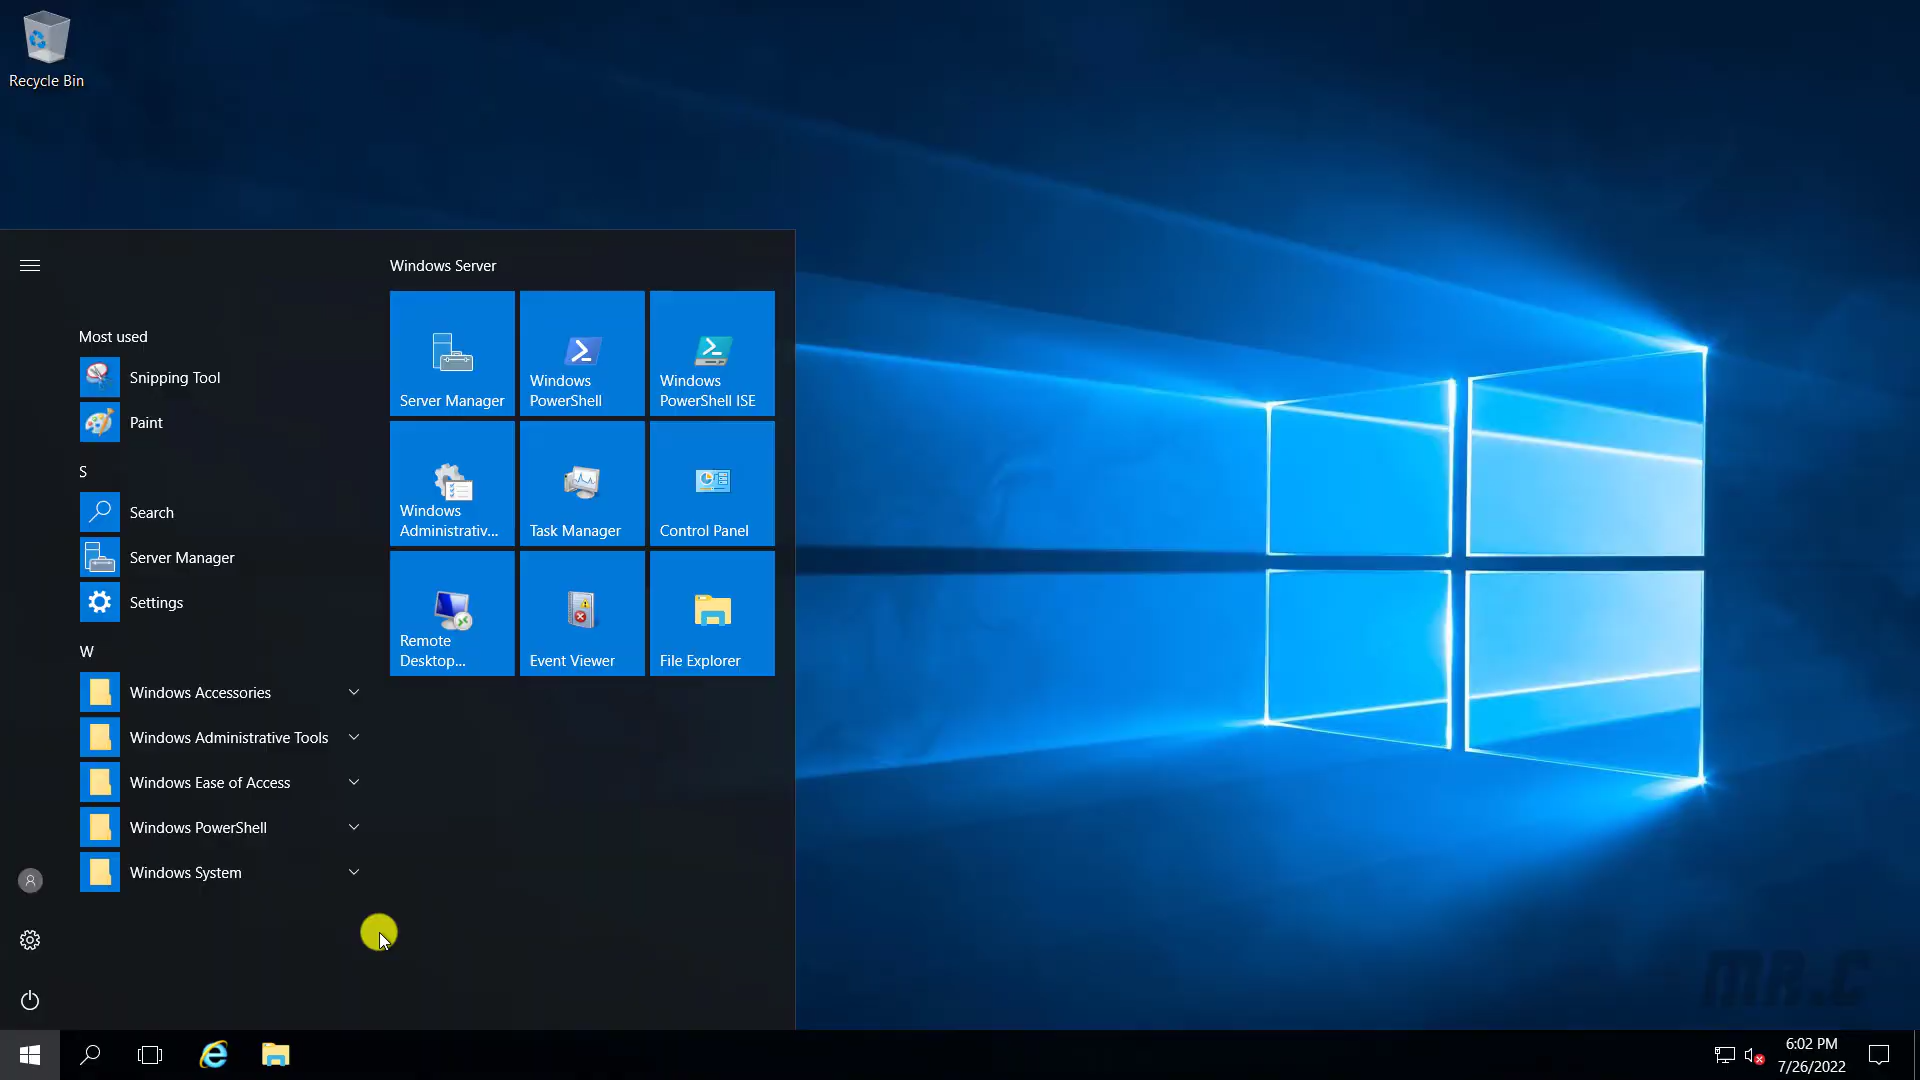 Recycle Bin
Windows Server
Most used
Snipping Tool
Paint
S
Search
Server Manager
Settings
W
Windows Accessories
Windows Administrative Tools
Windows Ease of Access
Windows PowerShell
Windows System
Server Manager
Windows
PowerShell
Windows
PowerShell ISE
Windows
Administrativ...
Task Manager
Control Panel
Remote
Desktop...
Event Viewer
File Explorer
MR.C
6:02 PM
7/26/2022